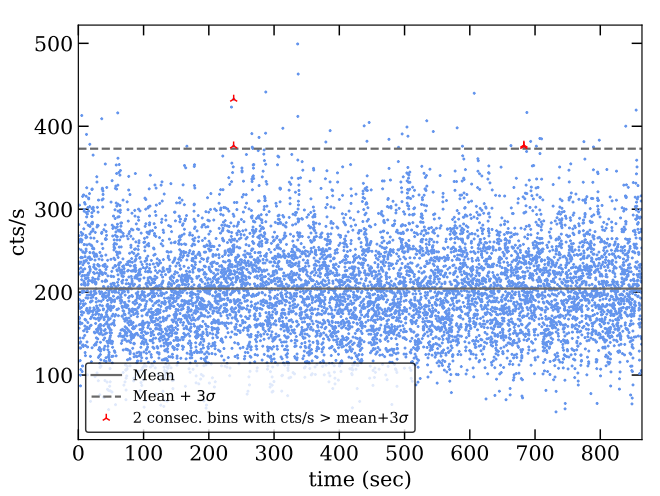 500
400
300
200
100
cts/s
Mean
Mean + 3σ
2 consec. bins with cts/s > mean+3σ
0 100 200 300 400 500 600 700 800
time (sec)